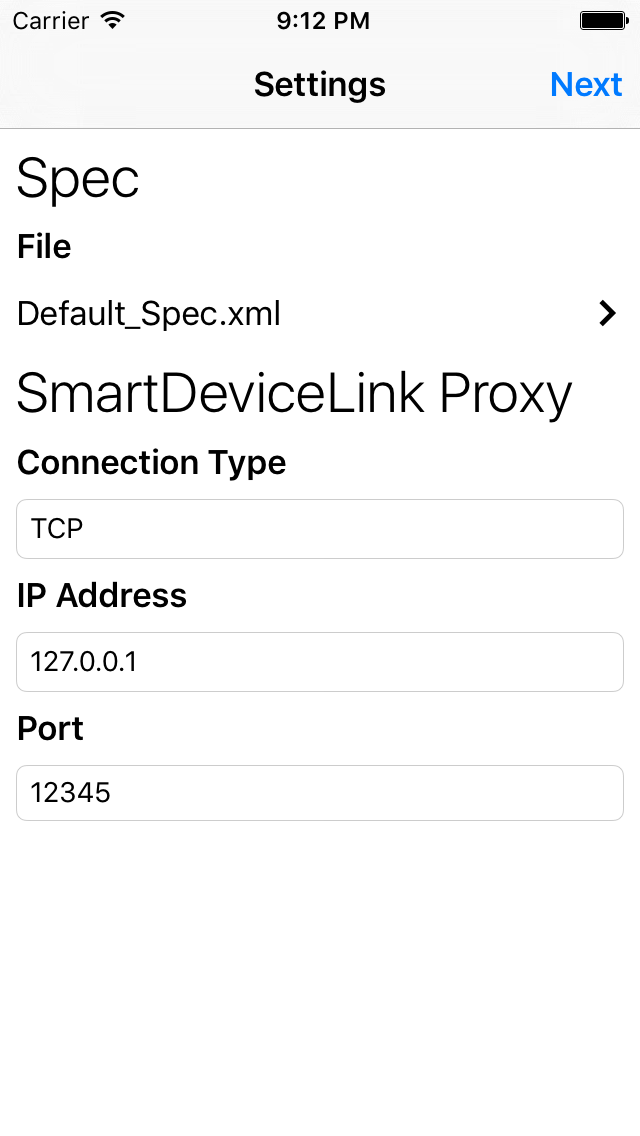 Carrier 9:12 PM
Settings Next
Spec
File
Default_Spec.xml
SmartDeviceLink Proxy
Connection Type
TCP
IP Address
127.0.0.1
Port
12345